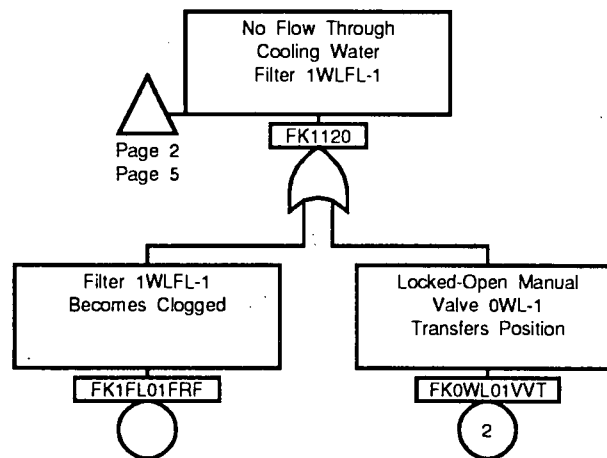 No Flow Through
Cooling Water
Filter 1WLFL-1
FK1120
Page 2
Page 5
Filter 1WLFL-1
Becomes Clogged
FK1FL01FRF
Locked-Open Manual
Valve 0WL-1
Transfers Position
FK0WL01VVT
2